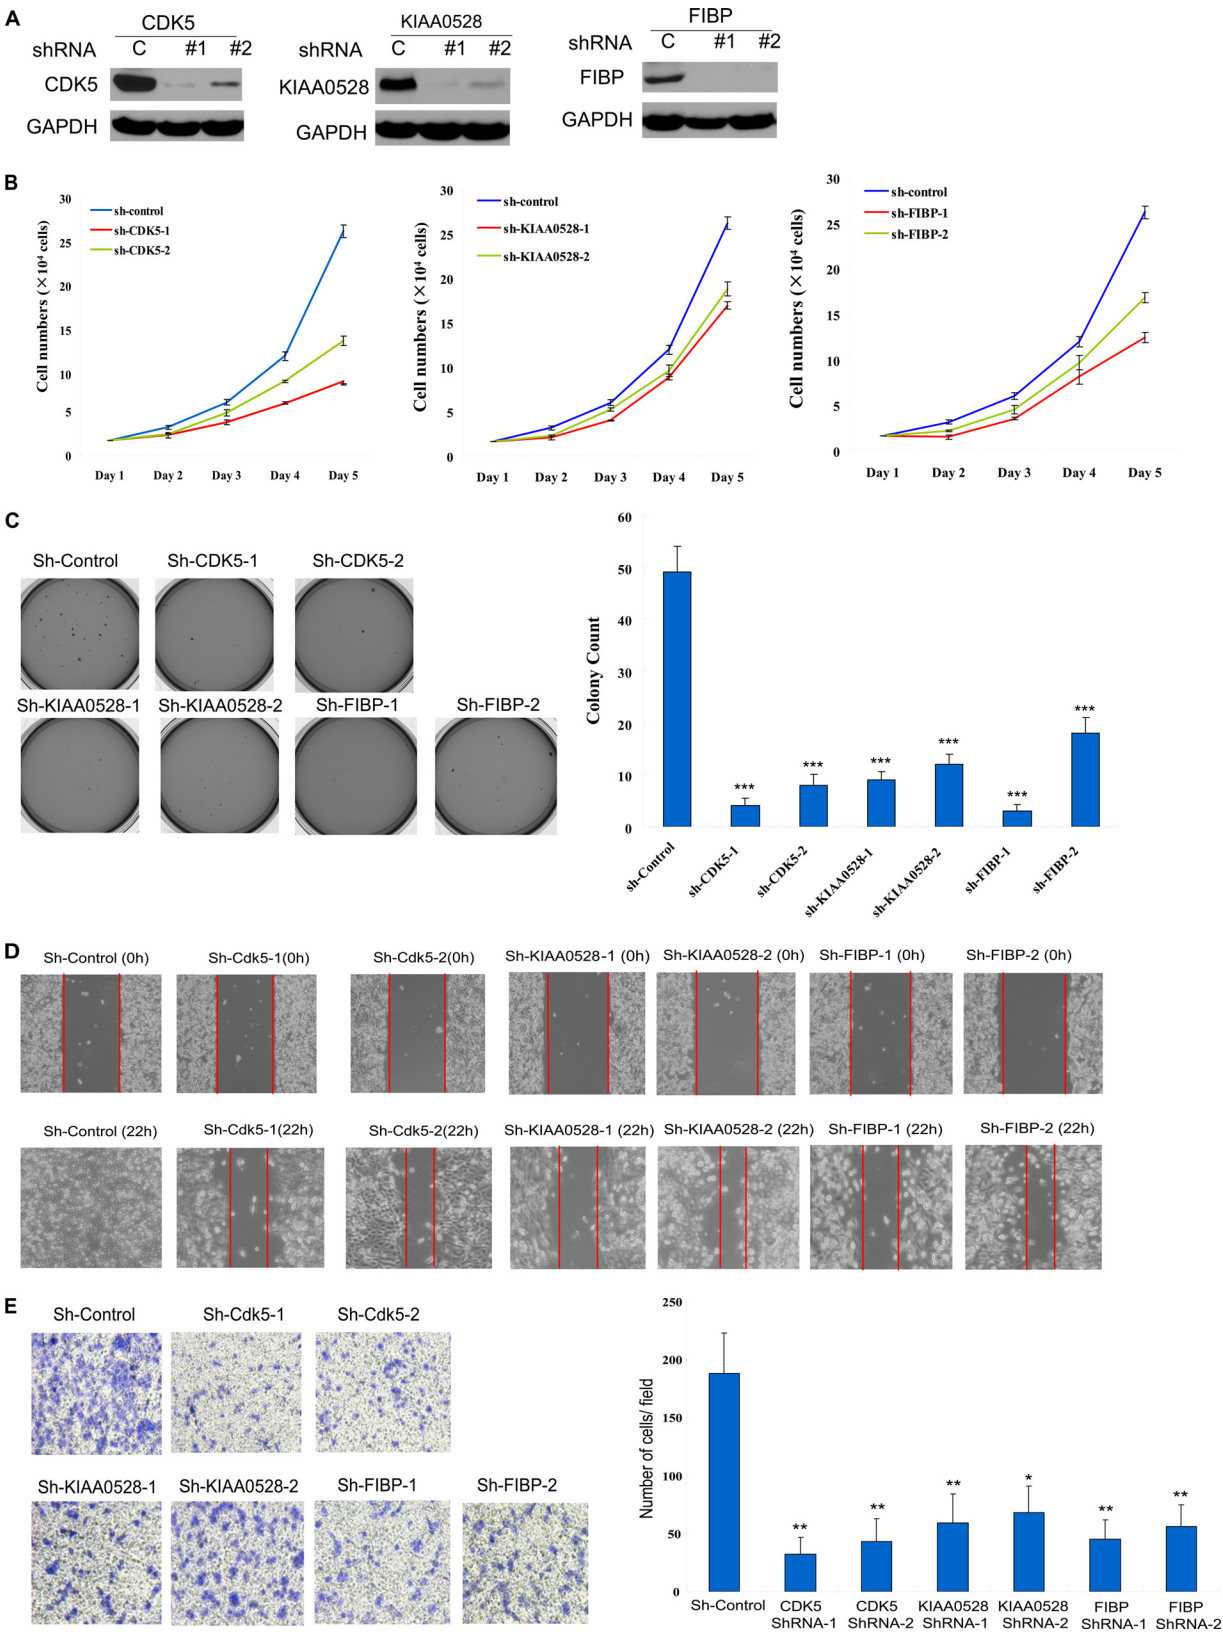 A
CDK5
shRNA C #1 #2
CDK5
GAPDH
KIAA0528
shRNA C #1 #2
KIAA0528
GAPDH
FIBP
shRNA C #1 #2
FIBP
GAPDH
B
Cell numbers (×10⁴ cells)
30
25
20
15
10
5
0
sh-control
sh-CDK5-1
sh-CDK5-2
Day 1 Day 2 Day 3 Day 4 Day 5
Cell numbers (×10⁴ cells)
30
25
20
15
10
5
0
sh-control
sh-KIAA0528-1
sh-KIAA0528-2
Day 1 Day 2 Day 3 Day 4 Day 5
Cell numbers (×10⁴ cells)
30
25
20
15
10
5
0
sh-control
sh-FIBP-1
sh-FIBP-2
Day 1 Day 2 Day 3 Day 4 Day 5
C
Sh-Control Sh-CDK5-1 Sh-CDK5-2
Sh-KIAA0528-1 Sh-KIAA0528-2 Sh-FIBP-1 Sh-FIBP-2
Colony Count
60
50
40
30
20
10
0
*** *** *** *** *** ***
sh-Control sh-CDK5-1 sh-CDK5-2 sh-KIAA0528-1 sh-KIAA0528-2 sh-FIBP-1 sh-FIBP-2
D
Sh-Control (0h) Sh-Cdk5-1(0h) Sh-Cdk5-2(0h) Sh-KIAA0528-1 (0h) Sh-KIAA0528-2 (0h) Sh-FIBP-1 (0h) Sh-FIBP-2 (0h)
Sh-Control (22h) Sh-Cdk5-1(22h) Sh-Cdk5-2(22h) Sh-KIAA0528-1 (22h) Sh-KIAA0528-2 (22h) Sh-FIBP-1 (22h) Sh-FIBP-2 (22h)
E
Sh-Control Sh-Cdk5-1 Sh-Cdk5-2
Sh-KIAA0528-1 Sh-KIAA0528-2 Sh-FIBP-1 Sh-FIBP-2
Number of cells/ field
250
200
150
100
50
0
** ** ** * ** **
Sh-Control CDK5 CDK5 KIAA0528 KIAA0528 FIBP FIBP
ShRNA-1 ShRNA-2 ShRNA-1 ShRNA-2 ShRNA-1 ShRNA-2